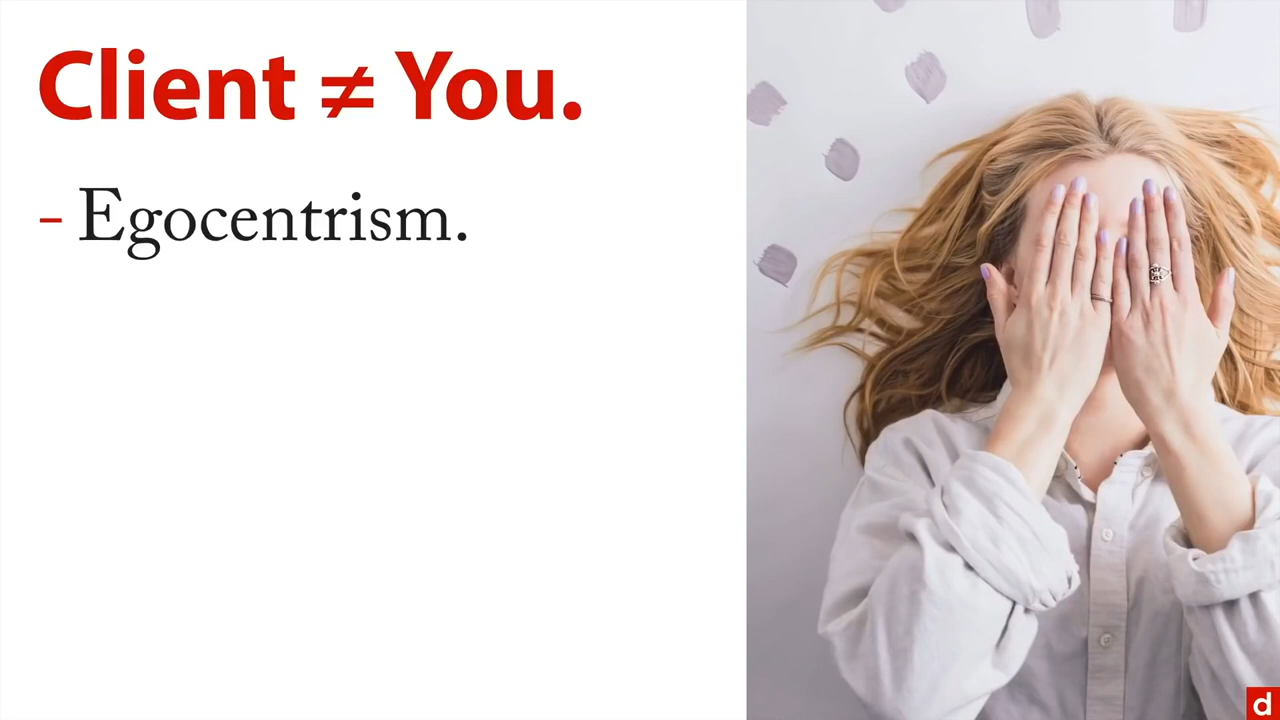 Client ≠ You.
- Egocentrism.
d